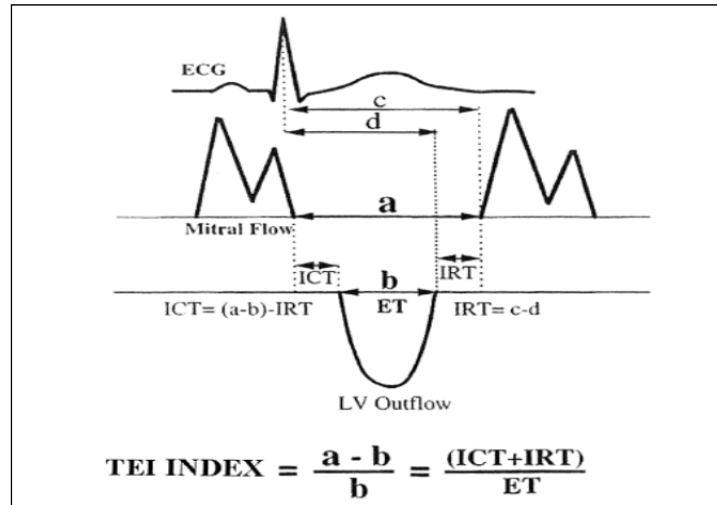 ECG
c
d
a
Mitral Flow
ICT
b
IRT
ICT= (a-b)-IRT
ET
IRT= c-d
LV Outflow
TEI INDEX = a - b / b = (ICT+IRT) / ET